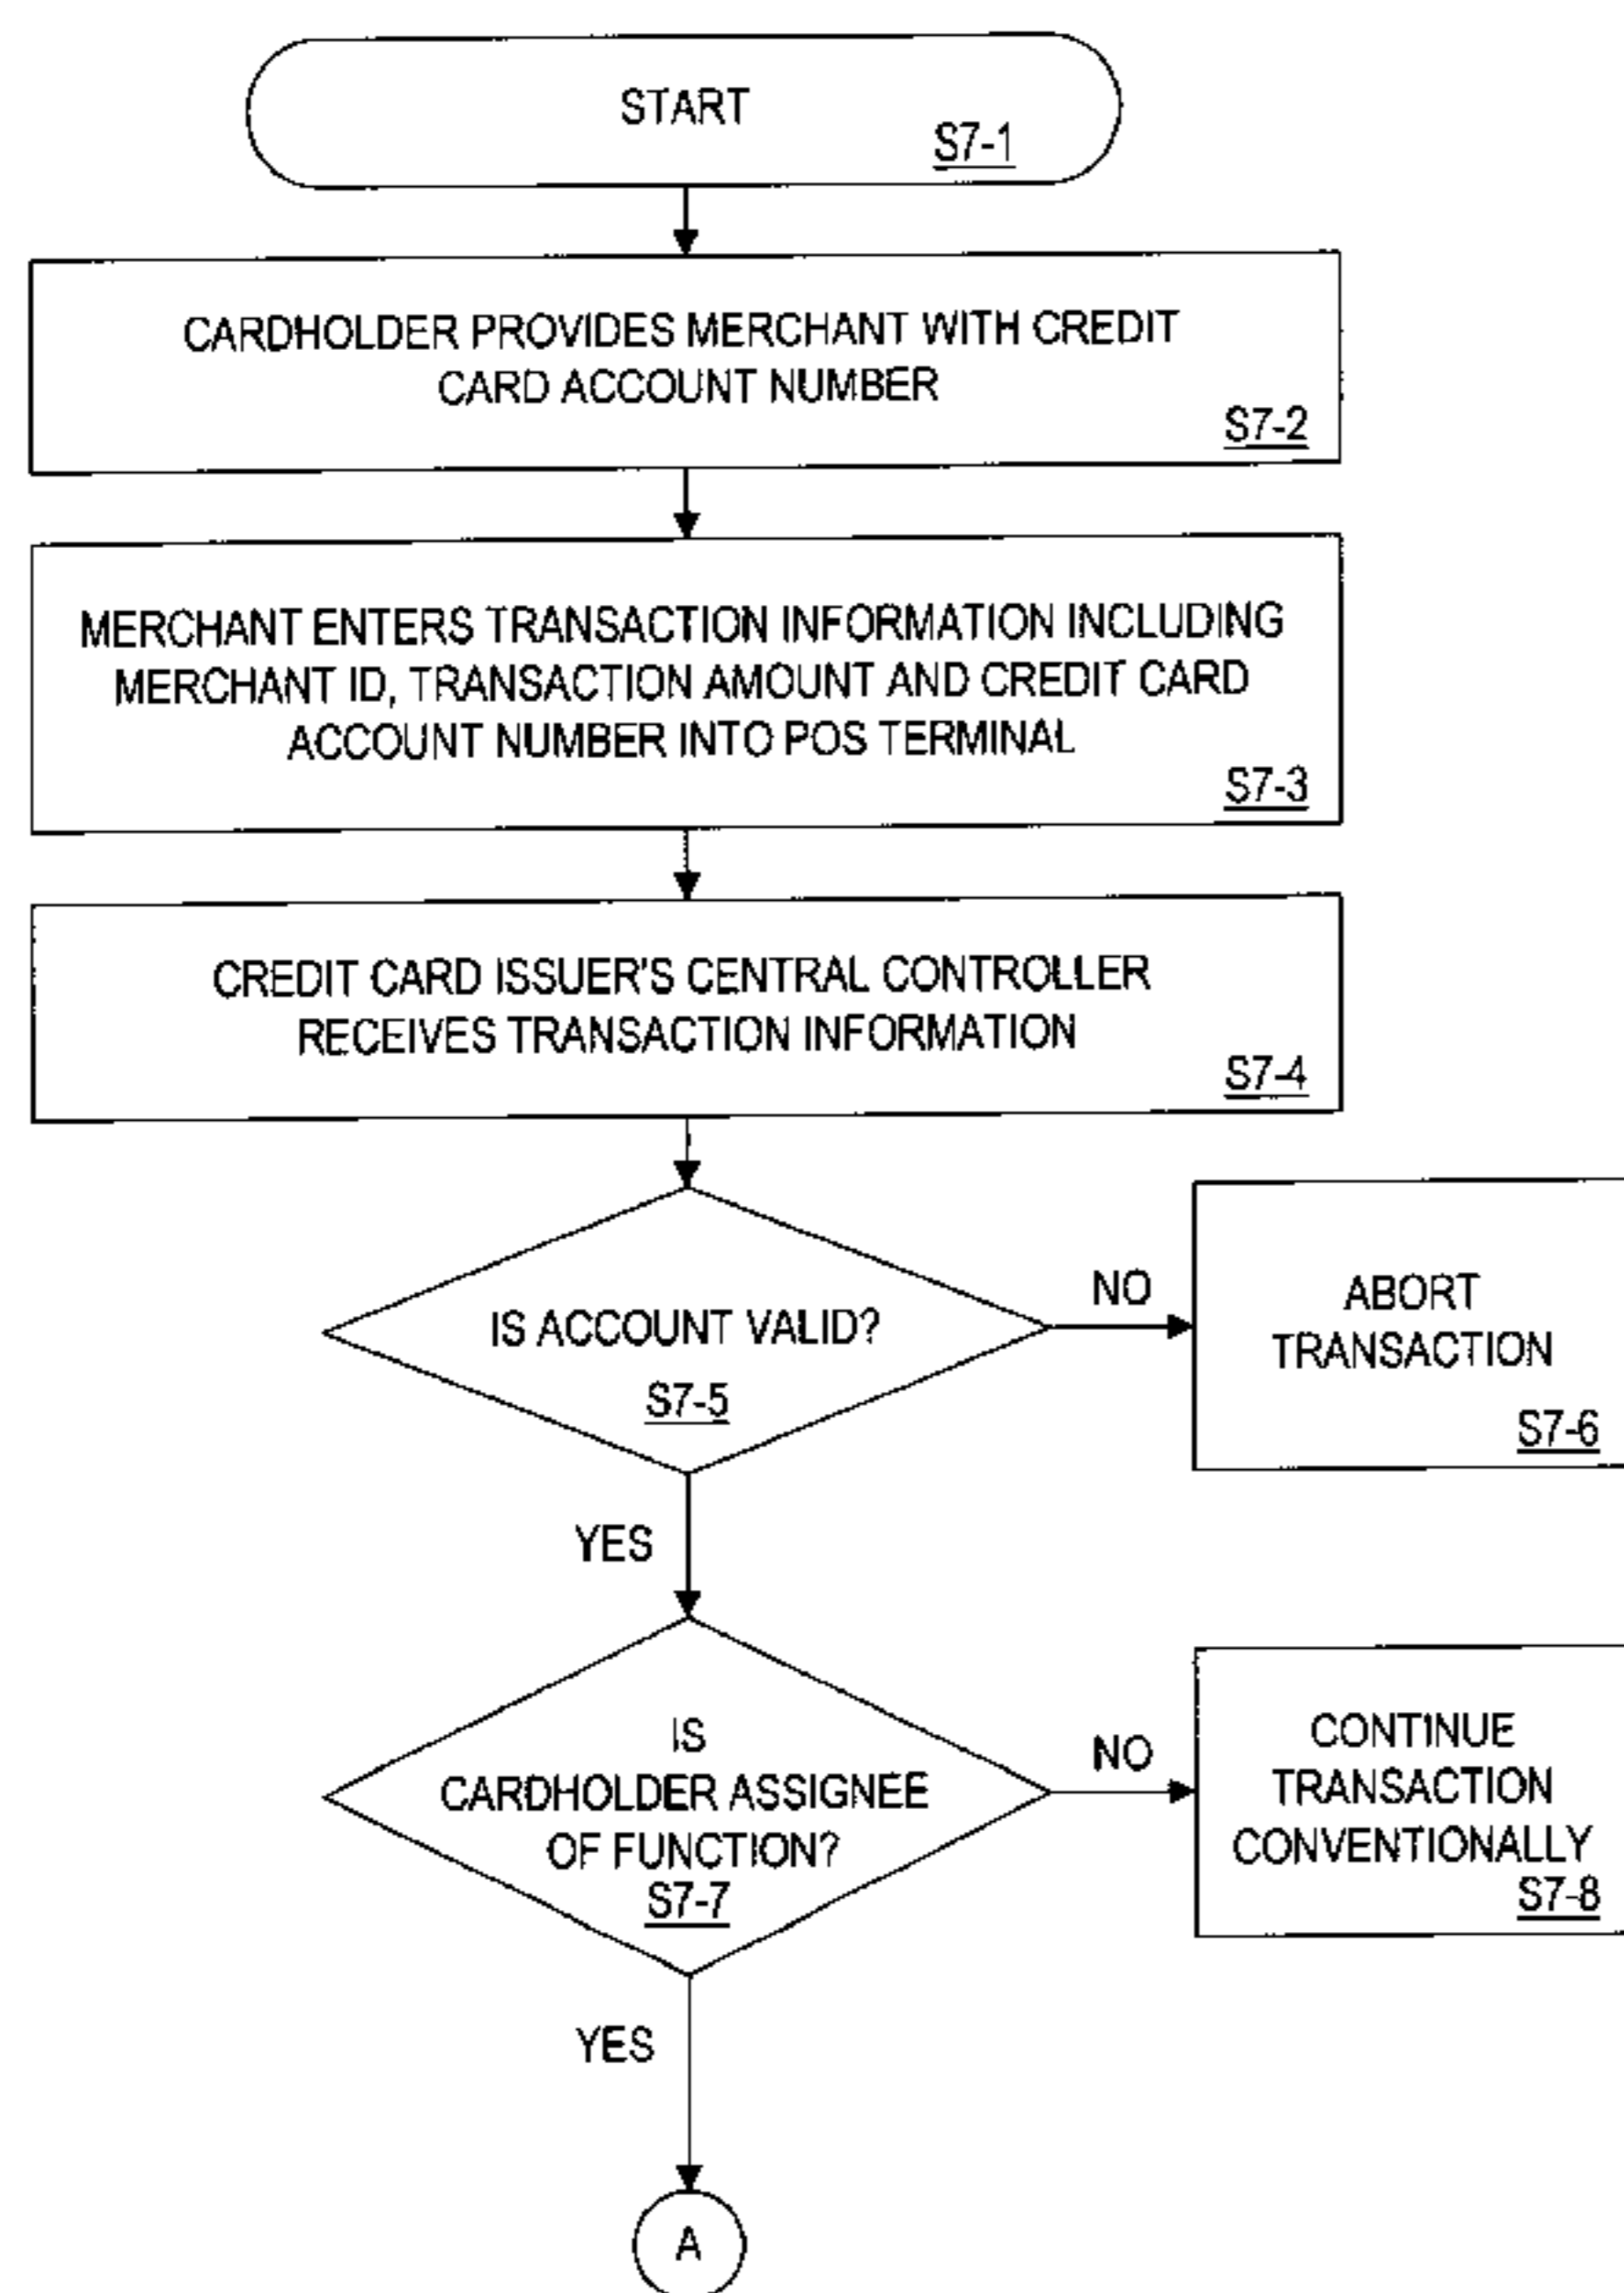 START
S7-1
CARDHOLDER PROVIDES MERCHANT WITH CREDIT
CARD ACCOUNT NUMBER
S7-2
MERCHANT ENTERS TRANSACTION INFORMATION INCLUDING
MERCHANT ID, TRANSACTION AMOUNT AND CREDIT CARD
ACCOUNT NUMBER INTO POS TERMINAL
S7-3
CREDIT CARD ISSUER'S CENTRAL CONTROLLER
RECEIVES TRANSACTION INFORMATION
S7-4
IS ACCOUNT VALID?
S7-5
NO
ABORT
TRANSACTION
S7-6
YES
IS
CARDHOLDER ASSIGNEE
OF FUNCTION?
S7-7
NO
CONTINUE
TRANSACTION
CONVENTIONALLY
S7-8
YES
A